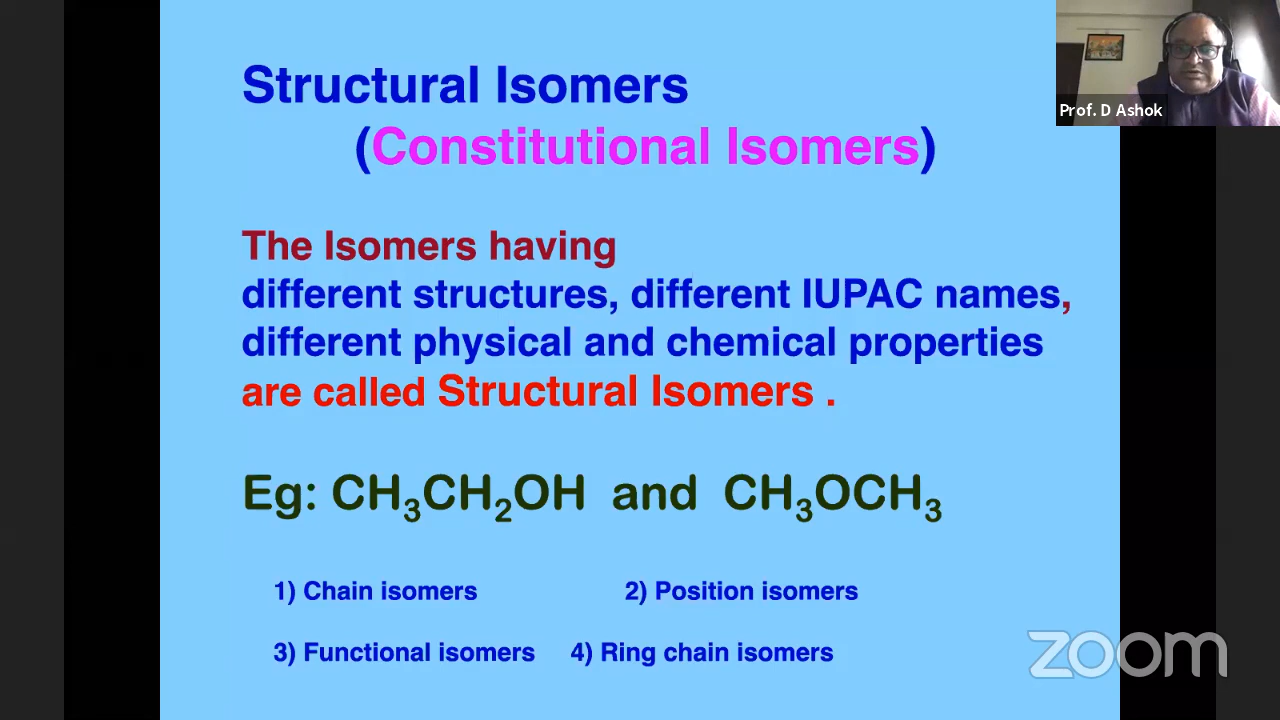 Structural Isomers
(Constitutional Isomers)
Prof. D Ashok
The Isomers having
different structures, different IUPAC names,
different physical and chemical properties
are called Structural Isomers .
Eg: CH₃CH₂OH and CH₃OCH₃
1) Chain isomers 2) Position isomers
3) Functional isomers 4) Ring chain isomers
zoom